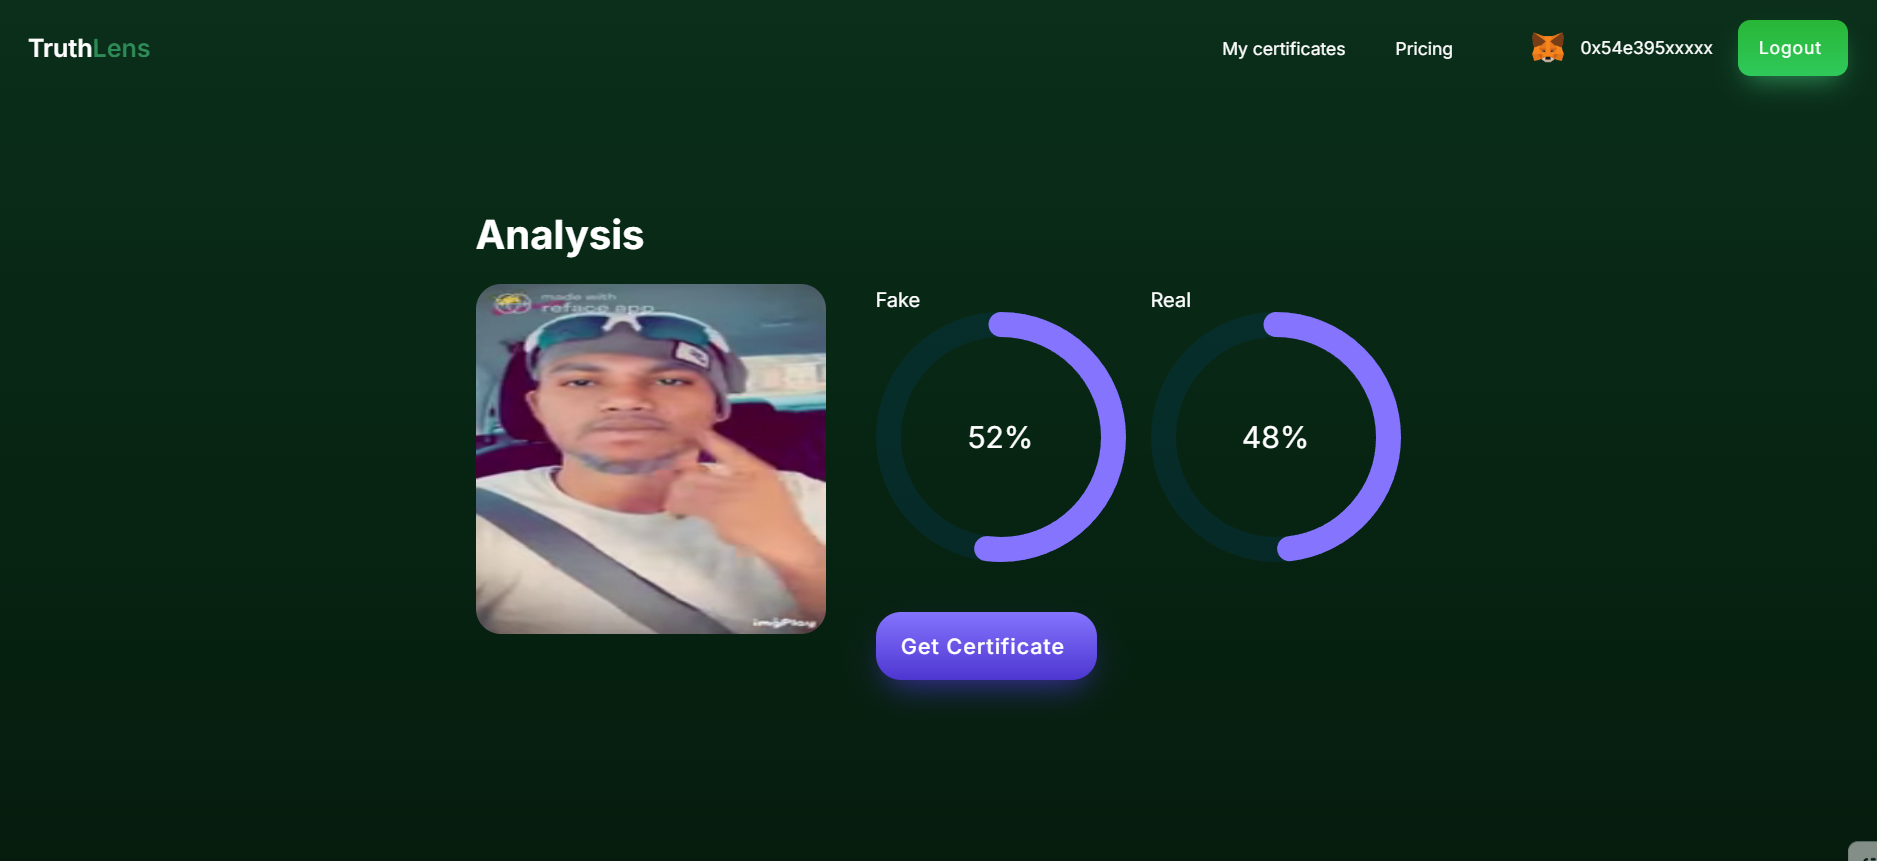 TruthLens
My certificates
Pricing
0x54e395xxxxx
Logout
Analysis
made with
reface app
imgPlay
Fake
52%
Real
48%
Get Certificate